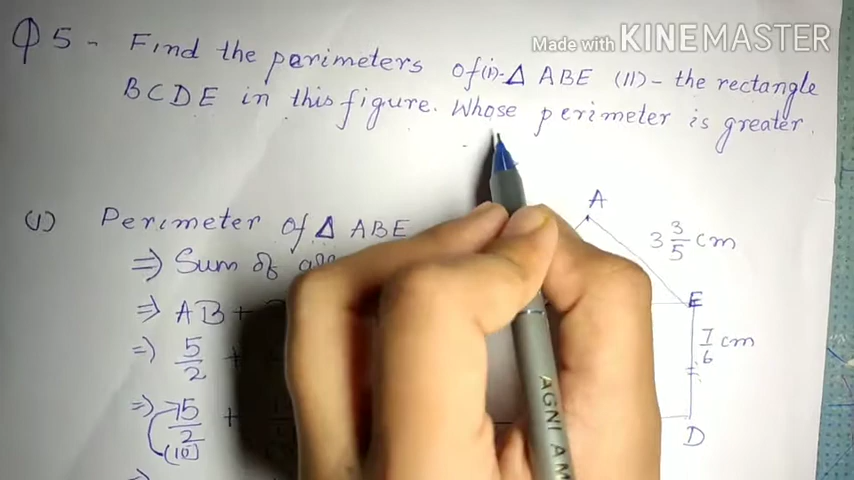 Made with KINEMASTER
Q5- Find the perimeters of (i)- Δ ABE (II)- the rectangle
BCDE in this figure. Whose perimeter is greater.
(1) Perimeter of Δ ABE
⇒ Sum of
⇒ AB +
⇒ 5/2 +
⇒ 5/2 +
(10)
A
3 3/5 cm
E
7/6 cm
D
AGNI